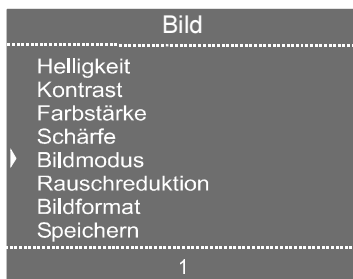 Bild
Helligkeit
Kontrast
Farbstärke
Schärfe
Bildmodus
Rauschreduktion
Bildformat
Speichern
1